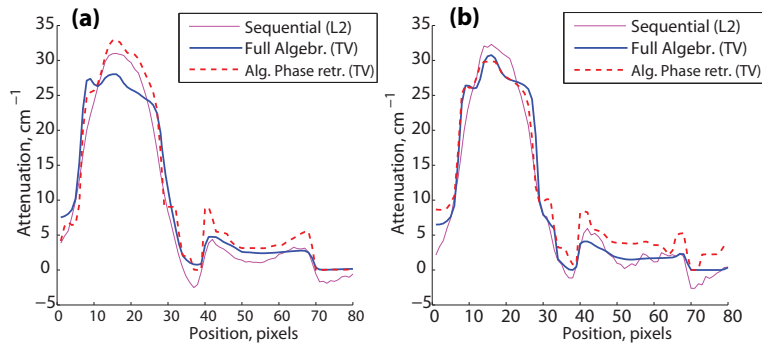 (a)
Sequential (L2)
Full Algebr. (TV)
Alg. Phase retr. (TV)
Attenuation, cm−1
35
30
25
20
15
10
5
0
−5
0 10 20 30 40 50 60 70 80
Position, pixels
(b)
Sequential (L2)
Full Algebr. (TV)
Alg. Phase retr. (TV)
Attenuation, cm−1
35
30
25
20
15
10
5
0
−5
0 10 20 30 40 50 60 70 80
Position, pixels